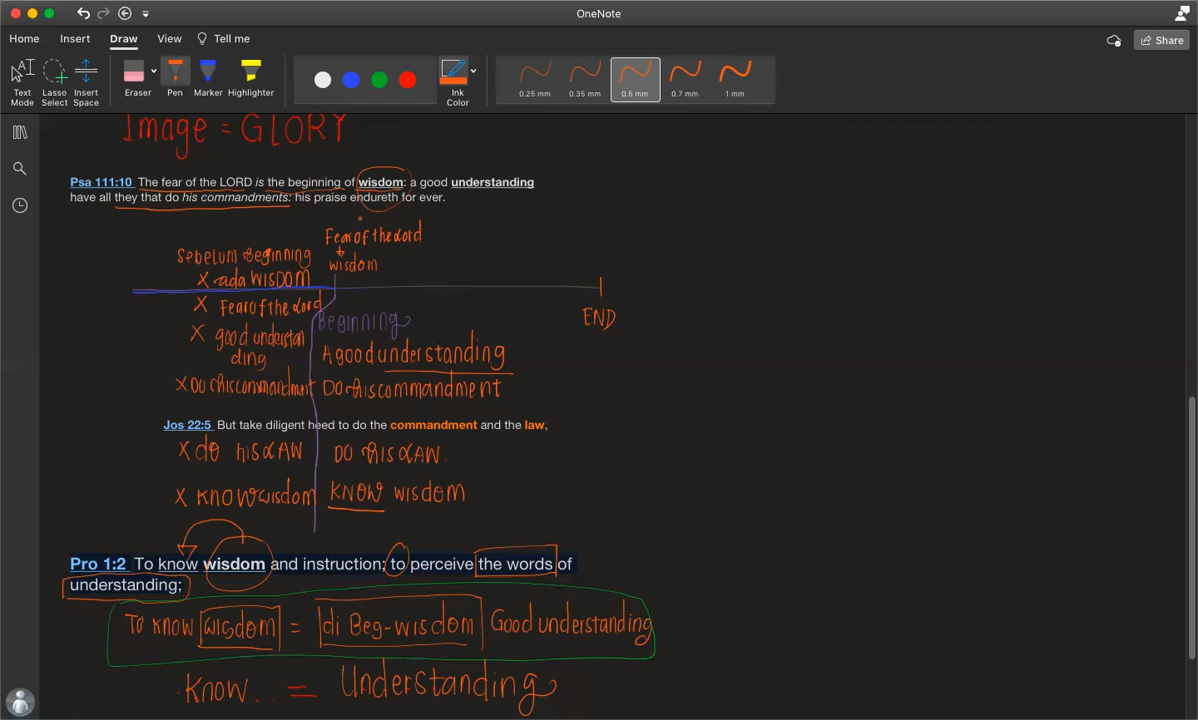 OneNote
Home Insert Draw View Tell me
Share
Text Mode
Lasso Select
Insert Space
Eraser
Pen
Marker
Highlighter
Ink Color
0.25 mm 0.35 mm 0.5 mm 0.7 mm 1 mm
Image = GLORY
Psa 111:10 The fear of the LORD is the beginning of wisdom: a good understanding
have all they that do his commandments: his praise endureth for ever.
Fear of the Lord
Sebelum Beginning
wisdom
X ada WISDOM
X Fear of the Lord
END
Beginning
X good understan
ding
A good understanding
X DO his commandment DO his commandment
Jos 22:5 But take diligent heed to do the commandment and the law,
X do his LAW DO his LAW
X KNOW wisdom KNOW wisdom
Pro 1:2 To know wisdom and instruction; to perceive the words of
understanding;
To know wisdom = di Beg-wisdom Good understanding
Know... = Understanding